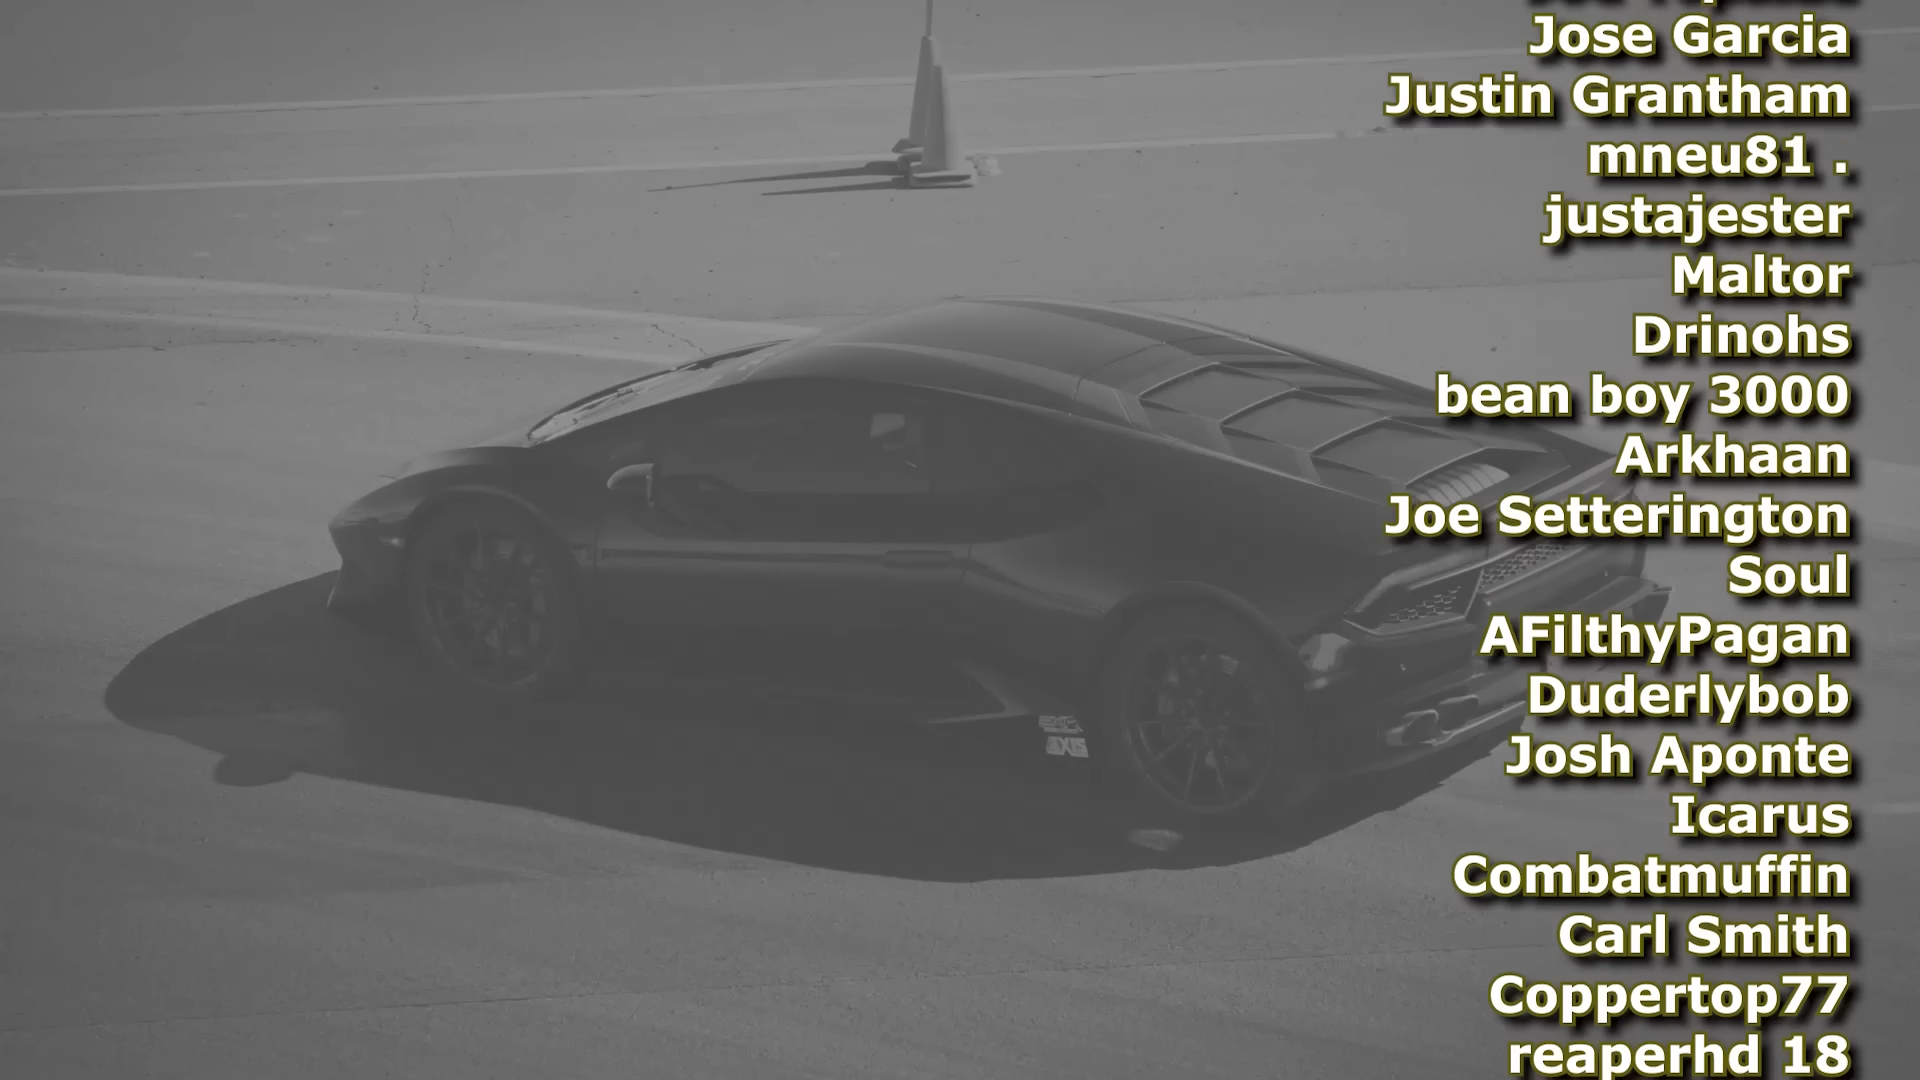 Jose Garcia
Justin Grantham
mneu81 .
justajester
Maltor
Drinohs
bean boy 3000
Arkhaan
Joe Setterington
Soul
AFilthyPagan
Duderlybob
Josh Aponte
Icarus
Combatmuffin
Carl Smith
Coppertop77
reaperhd 18